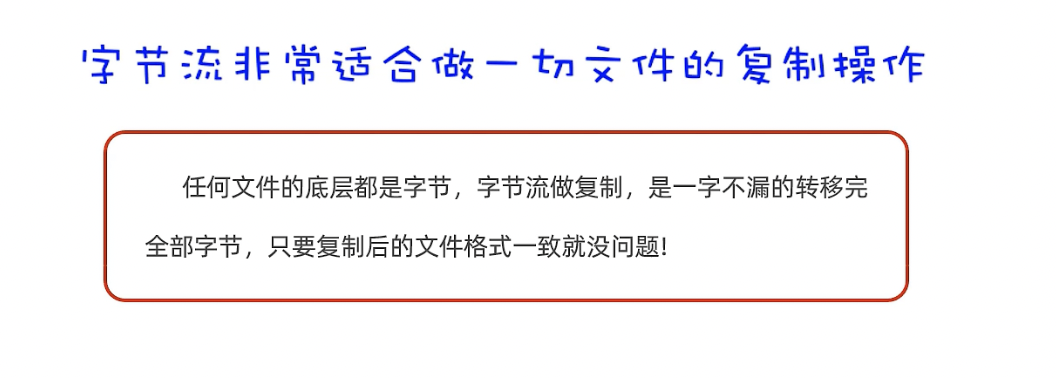 字节流非常适合做一切文件的复制操作
任何文件的底层都是字节，字节流做复制，是一字不漏的转移完
全部字节，只要复制后的文件格式一致就没问题!